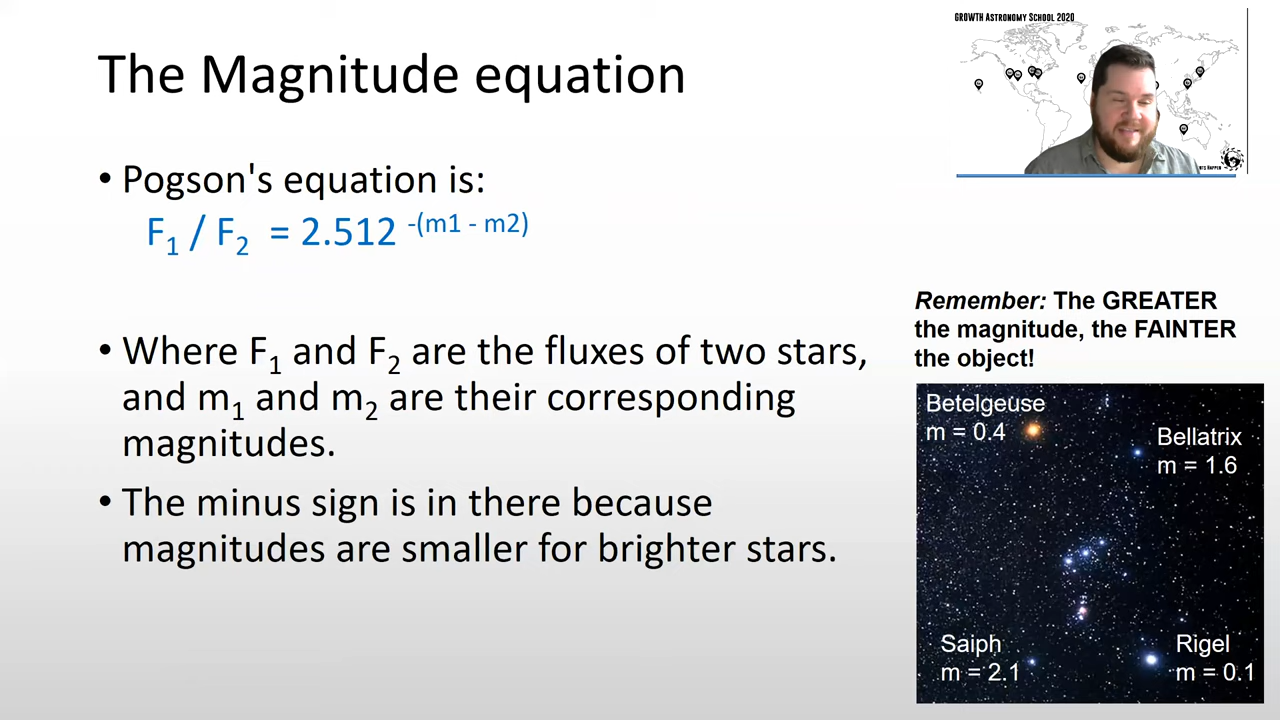 The Magnitude equation
GROWTH ASTRONOMY SCHOOL 2020
• Pogson's equation is:
F1 / F2 = 2.512 -(m1 - m2)
• Where F1 and F2 are the fluxes of two stars,
and m1 and m2 are their corresponding
magnitudes.
• The minus sign is in there because
magnitudes are smaller for brighter stars.
Remember: The GREATER
the magnitude, the FAINTER
the object!
Betelgeuse
m = 0.4
Bellatrix
m = 1.6
Saiph
m = 2.1
Rigel
m = 0.1